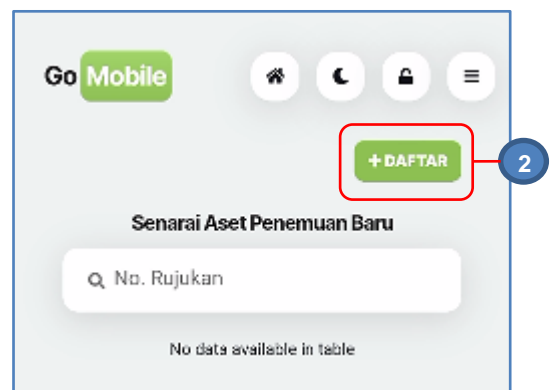 Go Mobile
+ DAFTAR
2
Senarai Aset Penemuan Baru
No. Rujukan
No data available in table